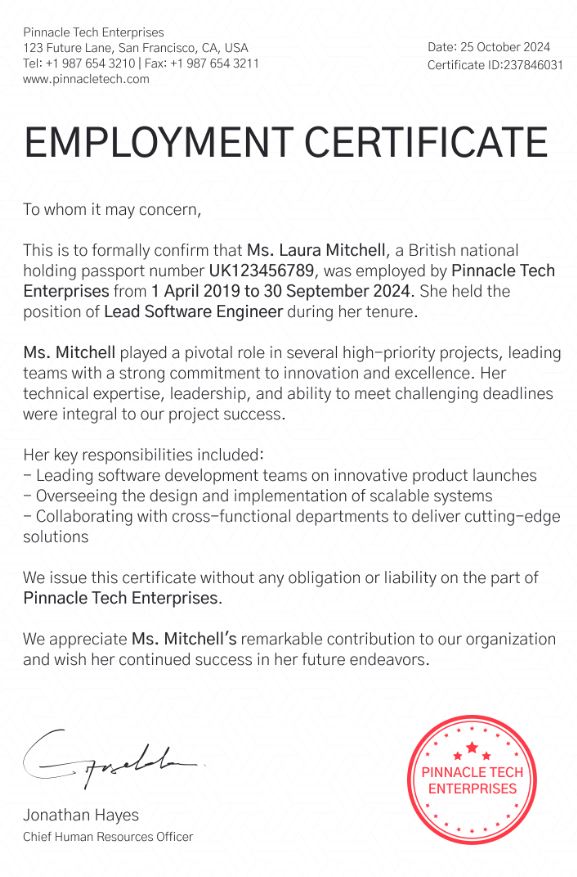 Pinnacle Tech Enterprises
123 Future Lane, San Francisco, CA, USA
Tel: +1 987 654 3210 | Fax: +1 987 654 3211
www.pinnacletech.com
Date: 25 October 2024
Certificate ID:237846031
EMPLOYMENT CERTIFICATE
To whom it may concern,
This is to formally confirm that Ms. Laura Mitchell, a British national
holding passport number UK123456789, was employed by Pinnacle Tech
Enterprises from 1 April 2019 to 30 September 2024. She held the
position of Lead Software Engineer during her tenure.
Ms. Mitchell played a pivotal role in several high-priority projects, leading
teams with a strong commitment to innovation and excellence. Her
technical expertise, leadership, and ability to meet challenging deadlines
were integral to our project success.
Her key responsibilities included:
- Leading software development teams on innovative product launches
- Overseeing the design and implementation of scalable systems
- Collaborating with cross-functional departments to deliver cutting-edge
solutions
We issue this certificate without any obligation or liability on the part of
Pinnacle Tech Enterprises.
We appreciate Ms. Mitchell's remarkable contribution to our organization
and wish her continued success in her future endeavors.
Jonathan Hayes
Chief Human Resources Officer
PINNACLE TECH
ENTERPRISES